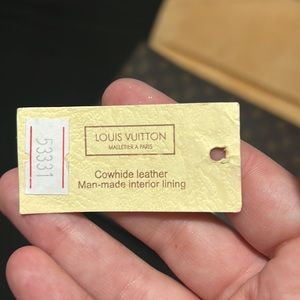 53331
LOUIS VUITTON
MALLETIER A PARIS
Cowhide leather
Man-made interior lining